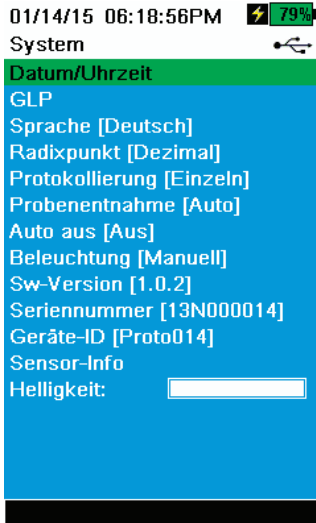 01/14/15 06:18:56PM 79%
System
Datum/Uhrzeit
GLP
Sprache [Deutsch]
Radixpunkt [Dezimal]
Protokollierung [Einzeln]
Probenentnahme [Auto]
Auto aus [Aus]
Beleuchtung [Manuell]
Sw-Version [1.0.2]
Seriennummer [13N000014]
Geräte-ID [Proto014]
Sensor-Info
Helligkeit: